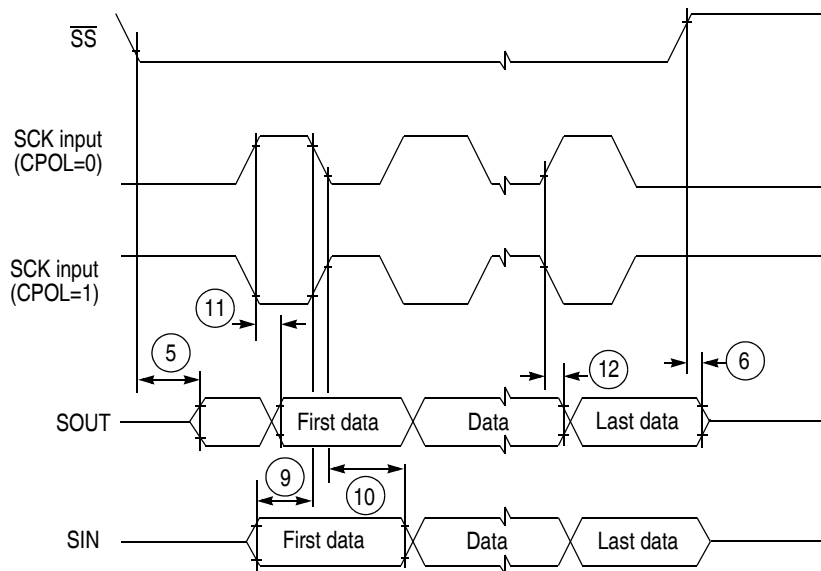 SS
SCK input
(CPOL=0)
SCK input
(CPOL=1)
11
5
12
6
SOUT
First data
Data
Last data
9
10
SIN
First data
Data
Last data